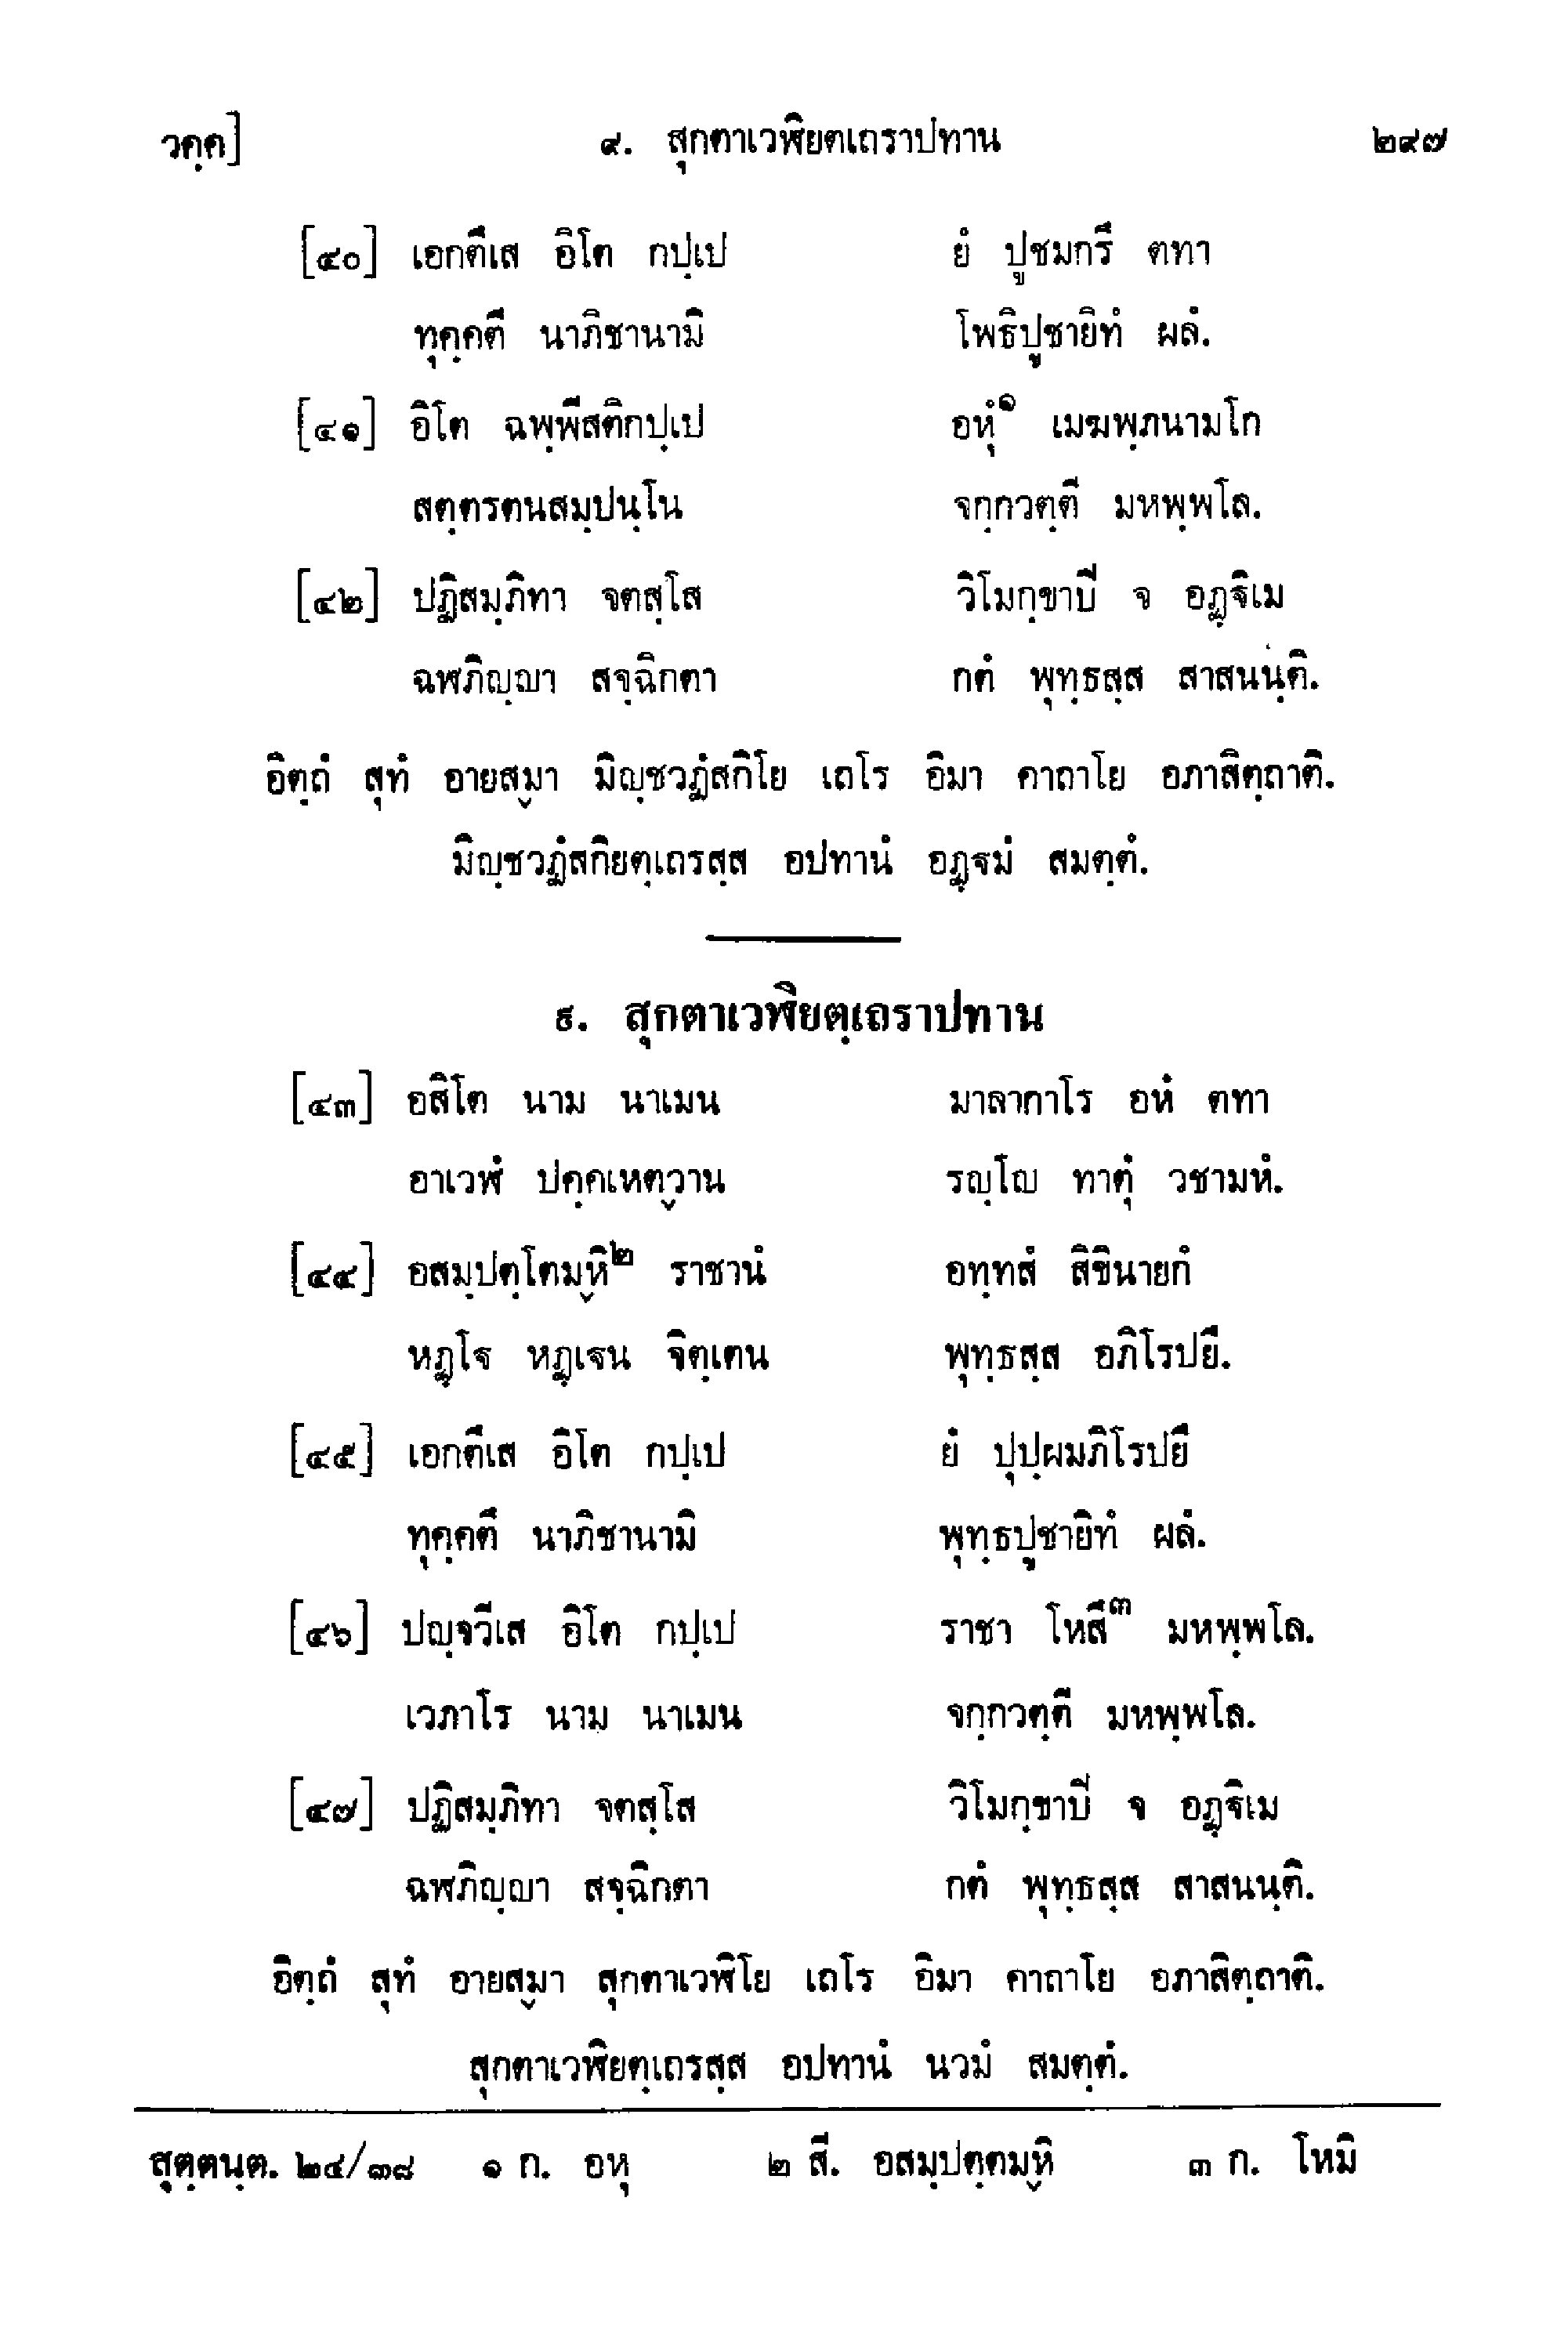 วคฺค] ๙. สุกตาเวฬิยตเถราปทาน ๒๙๗
[๔๐] เอกตึเส อิโต กปฺเป ยํ ปูชมกรึ ตทา
ทุคฺคตึ นาภิชานามิ โพธิปูชายิทํ ผลํ.
[๔๑] อิโต ฉพฺพีสติกปฺเป อหุํ๑ เมฆพฺภนามโก
สตฺตรตนสมฺปนฺโน จกฺกวตฺตี มหพฺพโล.
[๔๒] ปฏิสมฺภิทา จตสฺโส วิโมกฺขาปิ จ อฏฺฐิเม
ฉฬภิญฺญา สจฺฉิกตา กตํ พุทฺธสฺส สาสนนฺติ.
อิตฺถํ สุทํ อายสฺมา มิญฺชวฏํสกิโย เถโร อิมา คาถาโย อภาสิตฺถาติ.
มิญฺชวฏํสกิยตฺเถรสฺส อปทานํ อฏฺฐมํ สมตฺตํ.
๙. สุกตาเวฬิยตฺเถราปทาน
[๔๓] อสิโต นาม นาเมน มาลากาโร อหํ ตทา
อาเวฬํ ปคฺคเหตฺวาน รญฺโญ ทาตุํ วชามหํ.
[๔๔] อสมฺปตฺโตมฺหิ๒ ราชานํ อทฺทสํ สิขินายกํ
หฏฺโฐ หฏฺเฐน จิตฺเตน พุทฺธสฺส อภิโรปยึ.
[๔๕] เอกตึเส อิโต กปฺเป ยํ ปุปฺผมภิโรปยึ
ทุคฺคตึ นาภิชานามิ พุทฺธปูชายิทํ ผลํ.
[๔๖] ปญฺจวีเส อิโต กปฺเป ราชา โหสึ๓ มหพฺพโล.
เวภาโร นาม นาเมน จกฺกวตฺตี มหพฺพโล.
[๔๗] ปฏิสมฺภิทา จตสฺโส วิโมกฺขาปิ จ อฏฺฐิเม
ฉฬภิญฺญา สจฺฉิกตา กตํ พุทฺธสฺส สาสนนฺติ.
อิตฺถํ สุทํ อายสฺมา สุกตาเวฬิโย เถโร อิมา คาถาโย อภาสิตฺถาติ.
สุกตาเวฬิยตฺเถรสฺส อปทานํ นวมํ สมตฺตํ.
สุตฺตนฺต. ๒๔/๓๘ ๑ ก. อหุ ๒ สี. อสมฺปตฺตมฺหิ ๓ ก. โหมิ